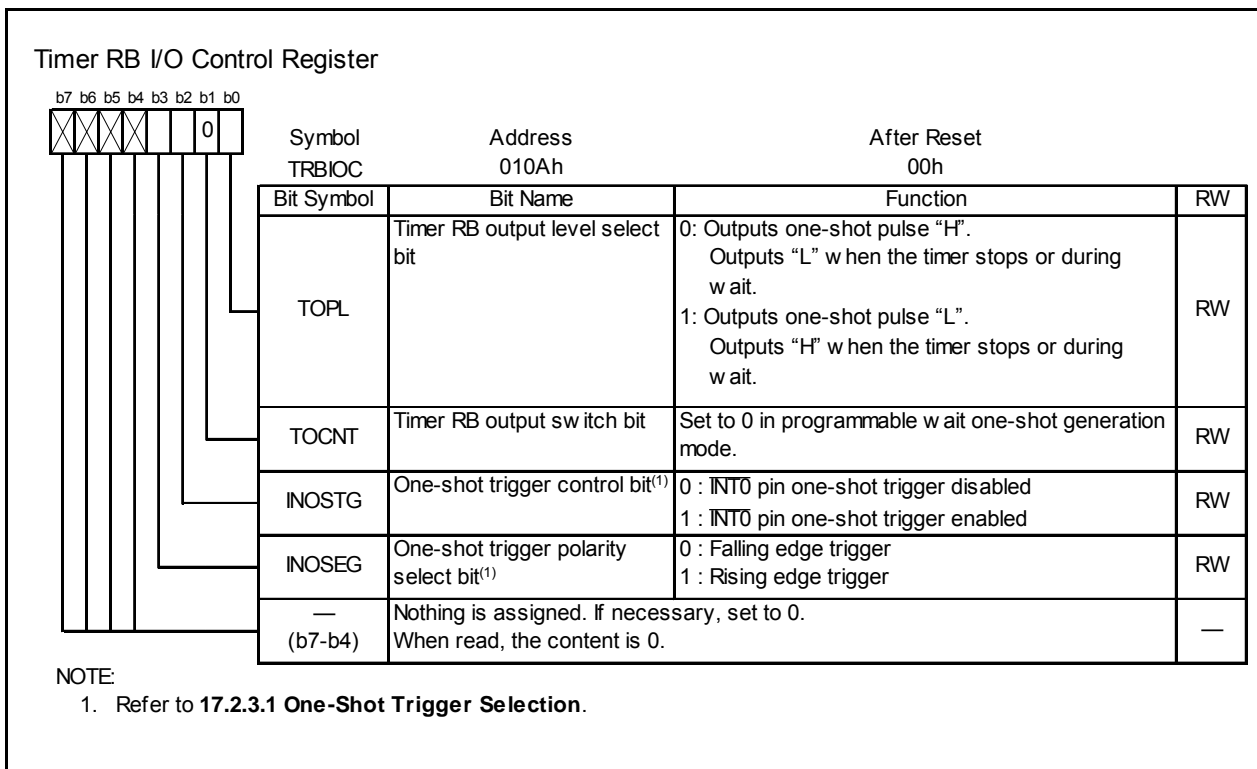 Timer RB I/O Control Register
b7 b6 b5 b4 b3 b2 b1 b0
0
Symbol Address After Reset
TRBIOC 010Ah 00h
Bit Symbol Bit Name Function RW
TOPL
Timer RB output level select
bit
0: Outputs one-shot pulse “H”.
Outputs “L” when the timer stops or during
wait.
1: Outputs one-shot pulse “L”.
Outputs “H” when the timer stops or during
wait.
RW
TOCNT
Timer RB output switch bit
Set to 0 in programmable wait one-shot generation
mode.
RW
INOSTG
One-shot trigger control bit(1)
0 : INT0 pin one-shot trigger disabled
1 : INT0 pin one-shot trigger enabled
RW
INOSEG
One-shot trigger polarity
select bit(1)
0 : Falling edge trigger
1 : Rising edge trigger
RW
—
(b7-b4)
Nothing is assigned. If necessary, set to 0.
When read, the content is 0.
—
NOTE:
1. Refer to 17.2.3.1 One-Shot Trigger Selection.